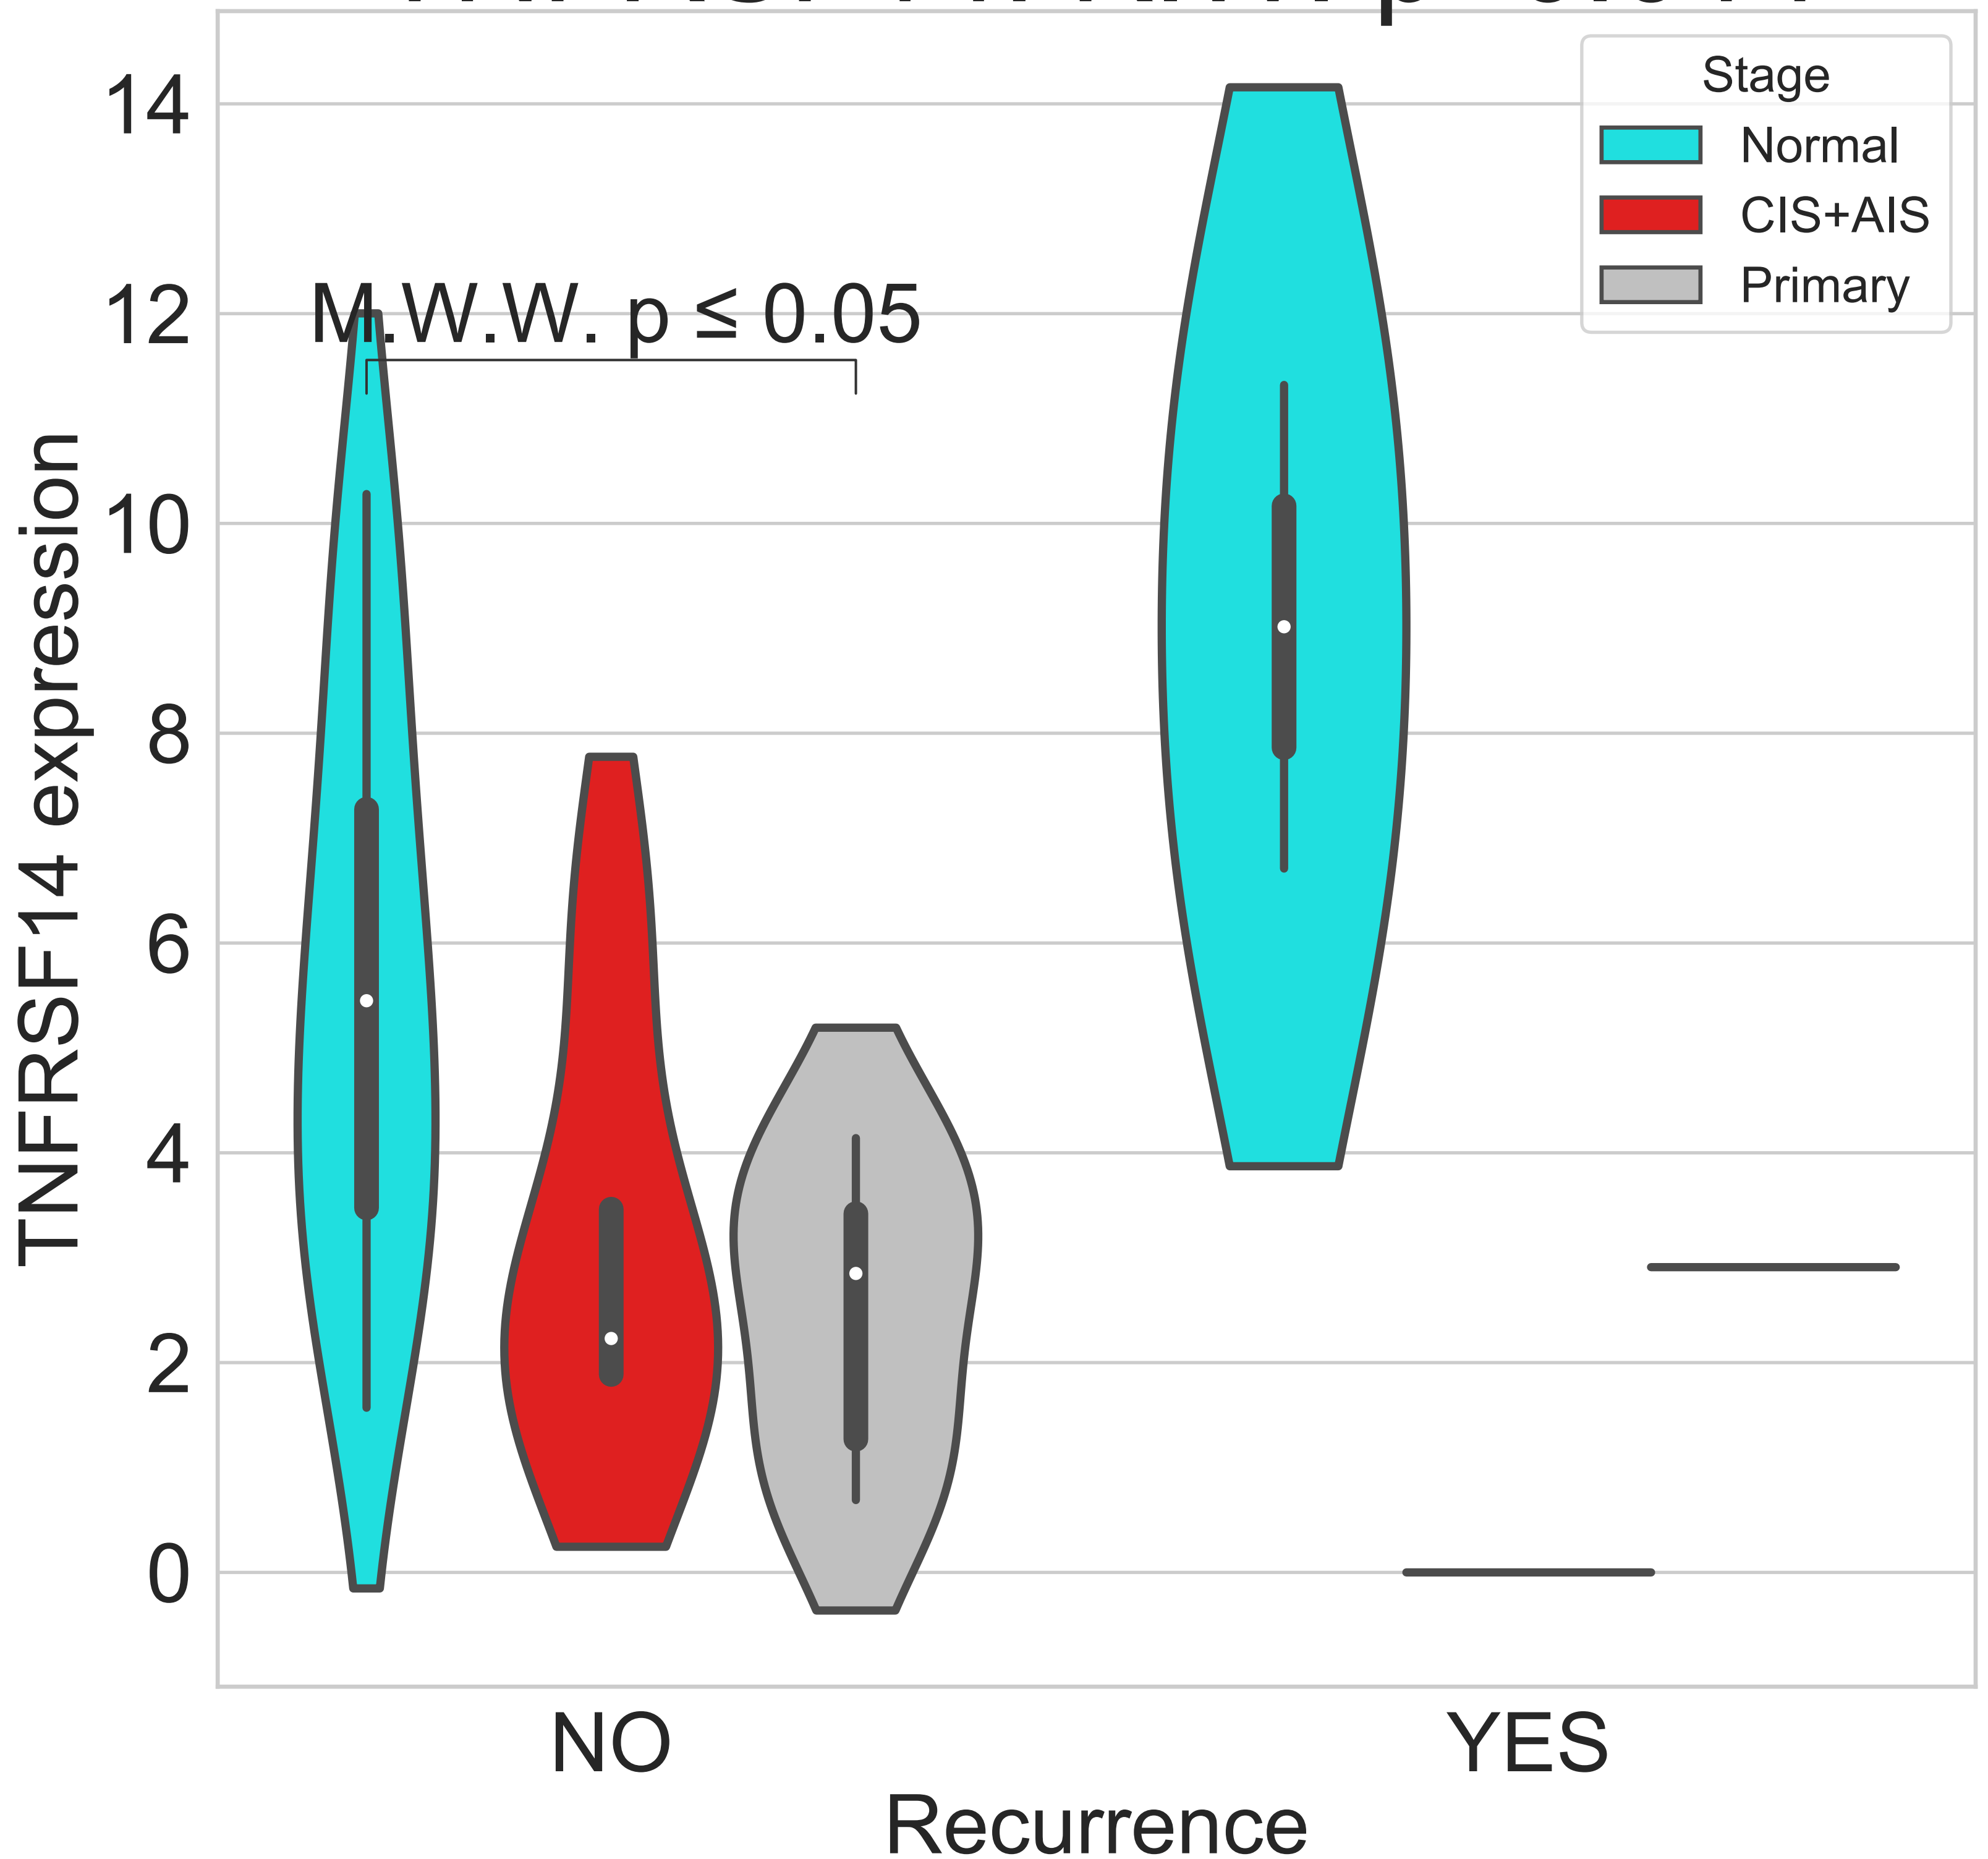 Stage
Normal
CIS+AIS
Primary
M.W.W. p ≤ 0.05
14
12
10
8
6
4
2
0
TNFRSF14 expression
NO
YES
Recurrence